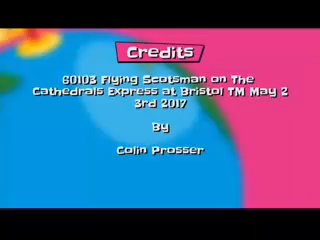 Credits
60103 Flying Scotsman on The
Cathedrals Express at Bristol TM May 2
3rd 2017
By
Colin Prosser